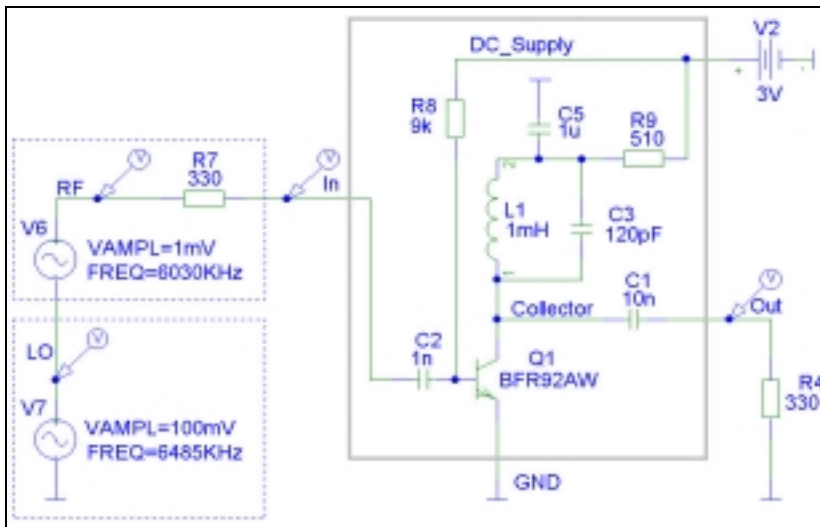 V2
DC_Supply
+
-
3V
R8
9k
C5
1u
R9
510
R7
330
RF
In
2
V6
L1
1mH
C3
120pF
VAMPL=1mV
FREQ=6030KHz
1
C1
10n
Collector
Out
LO
C2
1n
Q1
BFR92AW
V7
R4
330
VAMPL=100mV
FREQ=6485KHz
GND
V
V
V
V